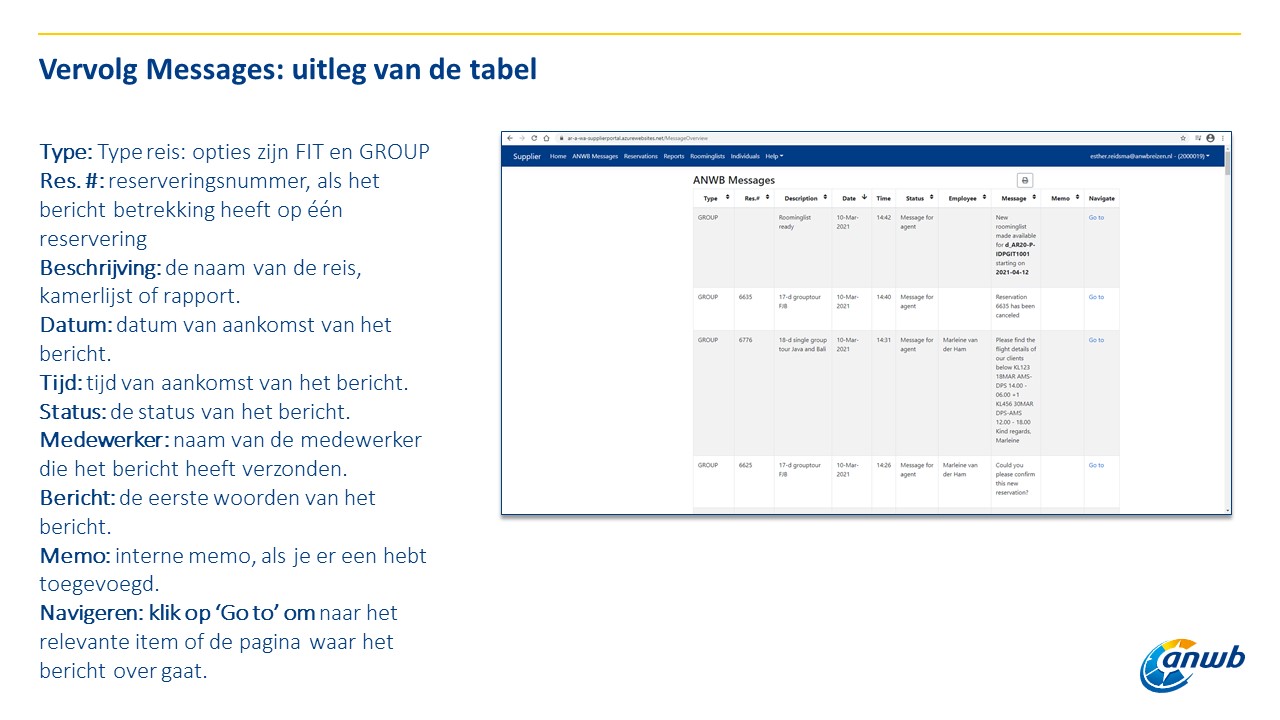 Vervolg Messages: uitleg van de tabel
Type: Type reis: opties zijn FIT en GROUP
Res. #: reserveringsnummer, als het
bericht betrekking heeft op één
reservering
Beschrijving: de naam van de reis,
kamerlijst of rapport.
Datum: datum van aankomst van het
bericht.
Tijd: tijd van aankomst van het bericht.
Status: de status van het bericht.
Medewerker: naam van de medewerker
die het bericht heeft verzonden.
Bericht: de eerste woorden van het
bericht.
Memo: interne memo, als je er een hebt
toegevoegd.
Navigeren: klik op ‘Go to’ om naar het
relevante item of de pagina waar het
bericht over gaat.
ar-a-wa-supplierportal.azurewebsites.net/MessageOverview
Supplier Home ANWB Messages Reservations Reports Roominglists Individuals Help esther.reidsma@anwbreizen.nl - (2000019)
ANWB Messages
Type Res.# Description Date Time Status Employee Message Memo Navigate
GROUP Roominglist 10-Mar- 14:42 Message for New Go to
ready 2021 agent roominglist
made available
for d_AR20-P-
IDPGIT1001
starting on
2021-04-12
GROUP 6635 17-d grouptour 10-Mar- 14:40 Message for Reservation Go to
FJB 2021 agent 6635 has been
canceled
GROUP 6776 18-d single group 10-Mar- 14:31 Message for Marleine van Please find the Go to
tour Java and Bali 2021 agent der Ham flight details of
our clients
below KL123
18MAR AMS-
DPS 14.00 -
06.00 +1
KL456 30MAR
DPS-AMS
12.00 - 18.00
Kind regards,
Marleine
GROUP 6625 17-d grouptour 10-Mar- 14:26 Message for Marleine van Could you Go to
FJB 2021 agent der Ham please confirm
this new
reservation?
anwb